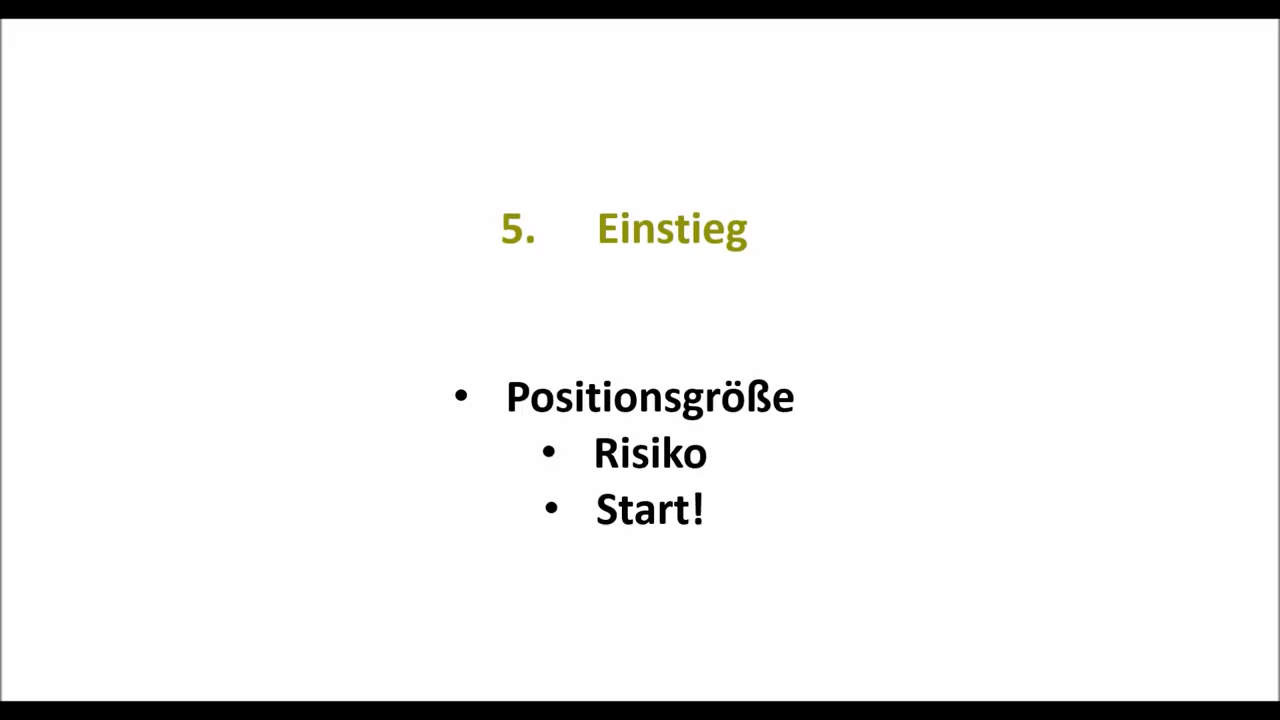 5. Einstieg
• Positionsgröße
• Risiko
• Start!